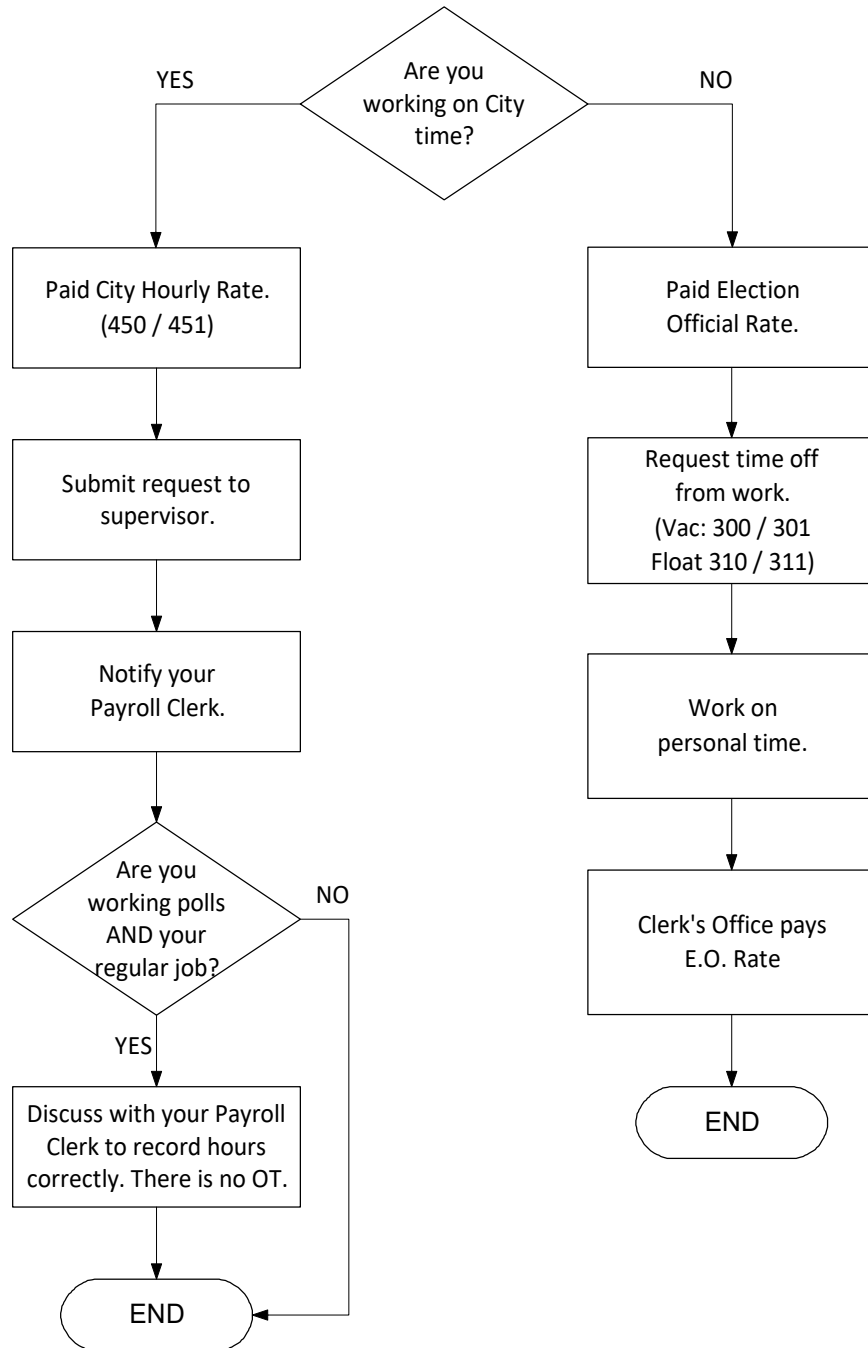 Are you
working on City
time?
YES
NO
Paid City Hourly Rate.
(450 / 451)
Submit request to
supervisor.
Notify your
Payroll Clerk.
Are you
working polls
AND your
regular job?
NO
YES
Discuss with your Payroll
Clerk to record hours
correctly. There is no OT.
END
Paid Election
Official Rate.
Request time off
from work.
(Vac: 300 / 301
Float 310 / 311)
Work on
personal time.
Clerk's Office pays
E.O. Rate
END